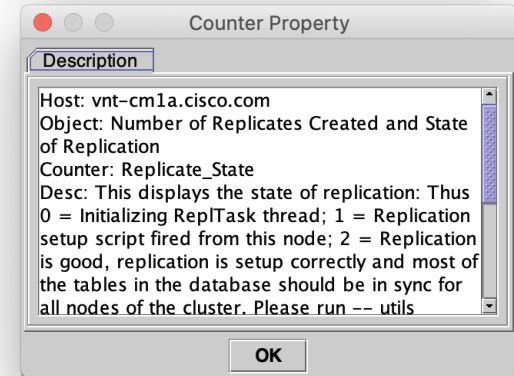 Counter Property
Description
Host: vnt-cm1a.cisco.com
Object: Number of Replicates Created and State
of Replication
Counter: Replicate_State
Desc: This displays the state of replication: Thus
0 = Initializing ReplTask thread; 1 = Replication
setup script fired from this node; 2 = Replication
is good, replication is setup correctly and most of
the tables in the database should be in sync for
all nodes of the cluster. Please run -- utils
OK